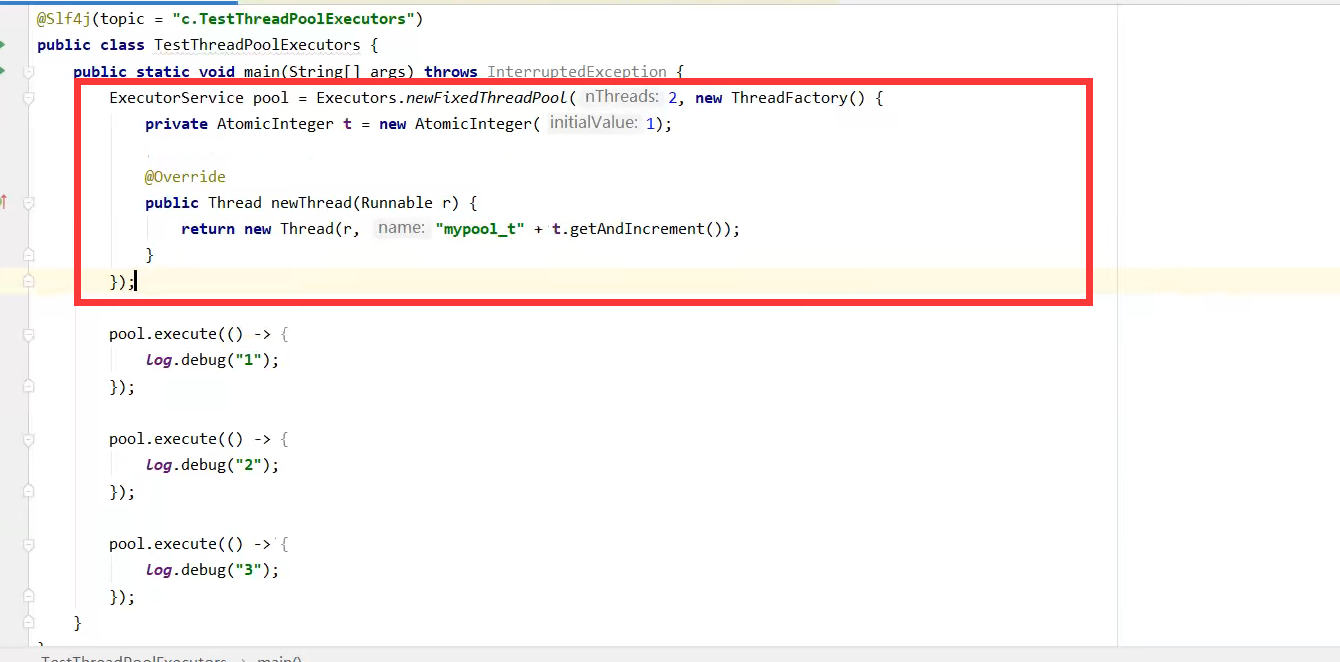 @Slf4j(topic = "c.TestThreadPoolExecutors")
public class TestThreadPoolExecutors {
public static void main(String[] args) throws InterruptedException {
ExecutorService pool = Executors.newFixedThreadPool( nThreads: 2, new ThreadFactory() {
private AtomicInteger t = new AtomicInteger( initialValue: 1);
@Override
public Thread newThread(Runnable r) {
return new Thread(r, name: "mypool_t" + t.getAndIncrement());
}
});
pool.execute(() -> {
log.debug("1");
});
pool.execute(() -> {
log.debug("2");
});
pool.execute(() -> {
log.debug("3");
});
}
TestThreadPoolExecutors > main()